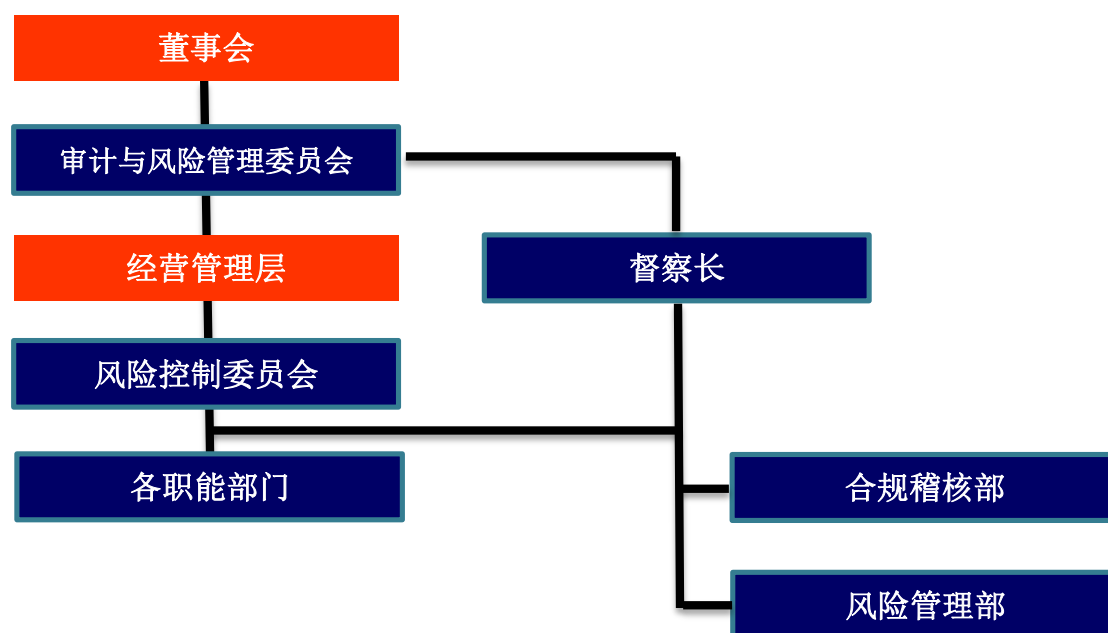 董事会
审计与风险管理委员会
经营管理层
督察长
风险控制委员会
各职能部门
合规稽核部
风险管理部